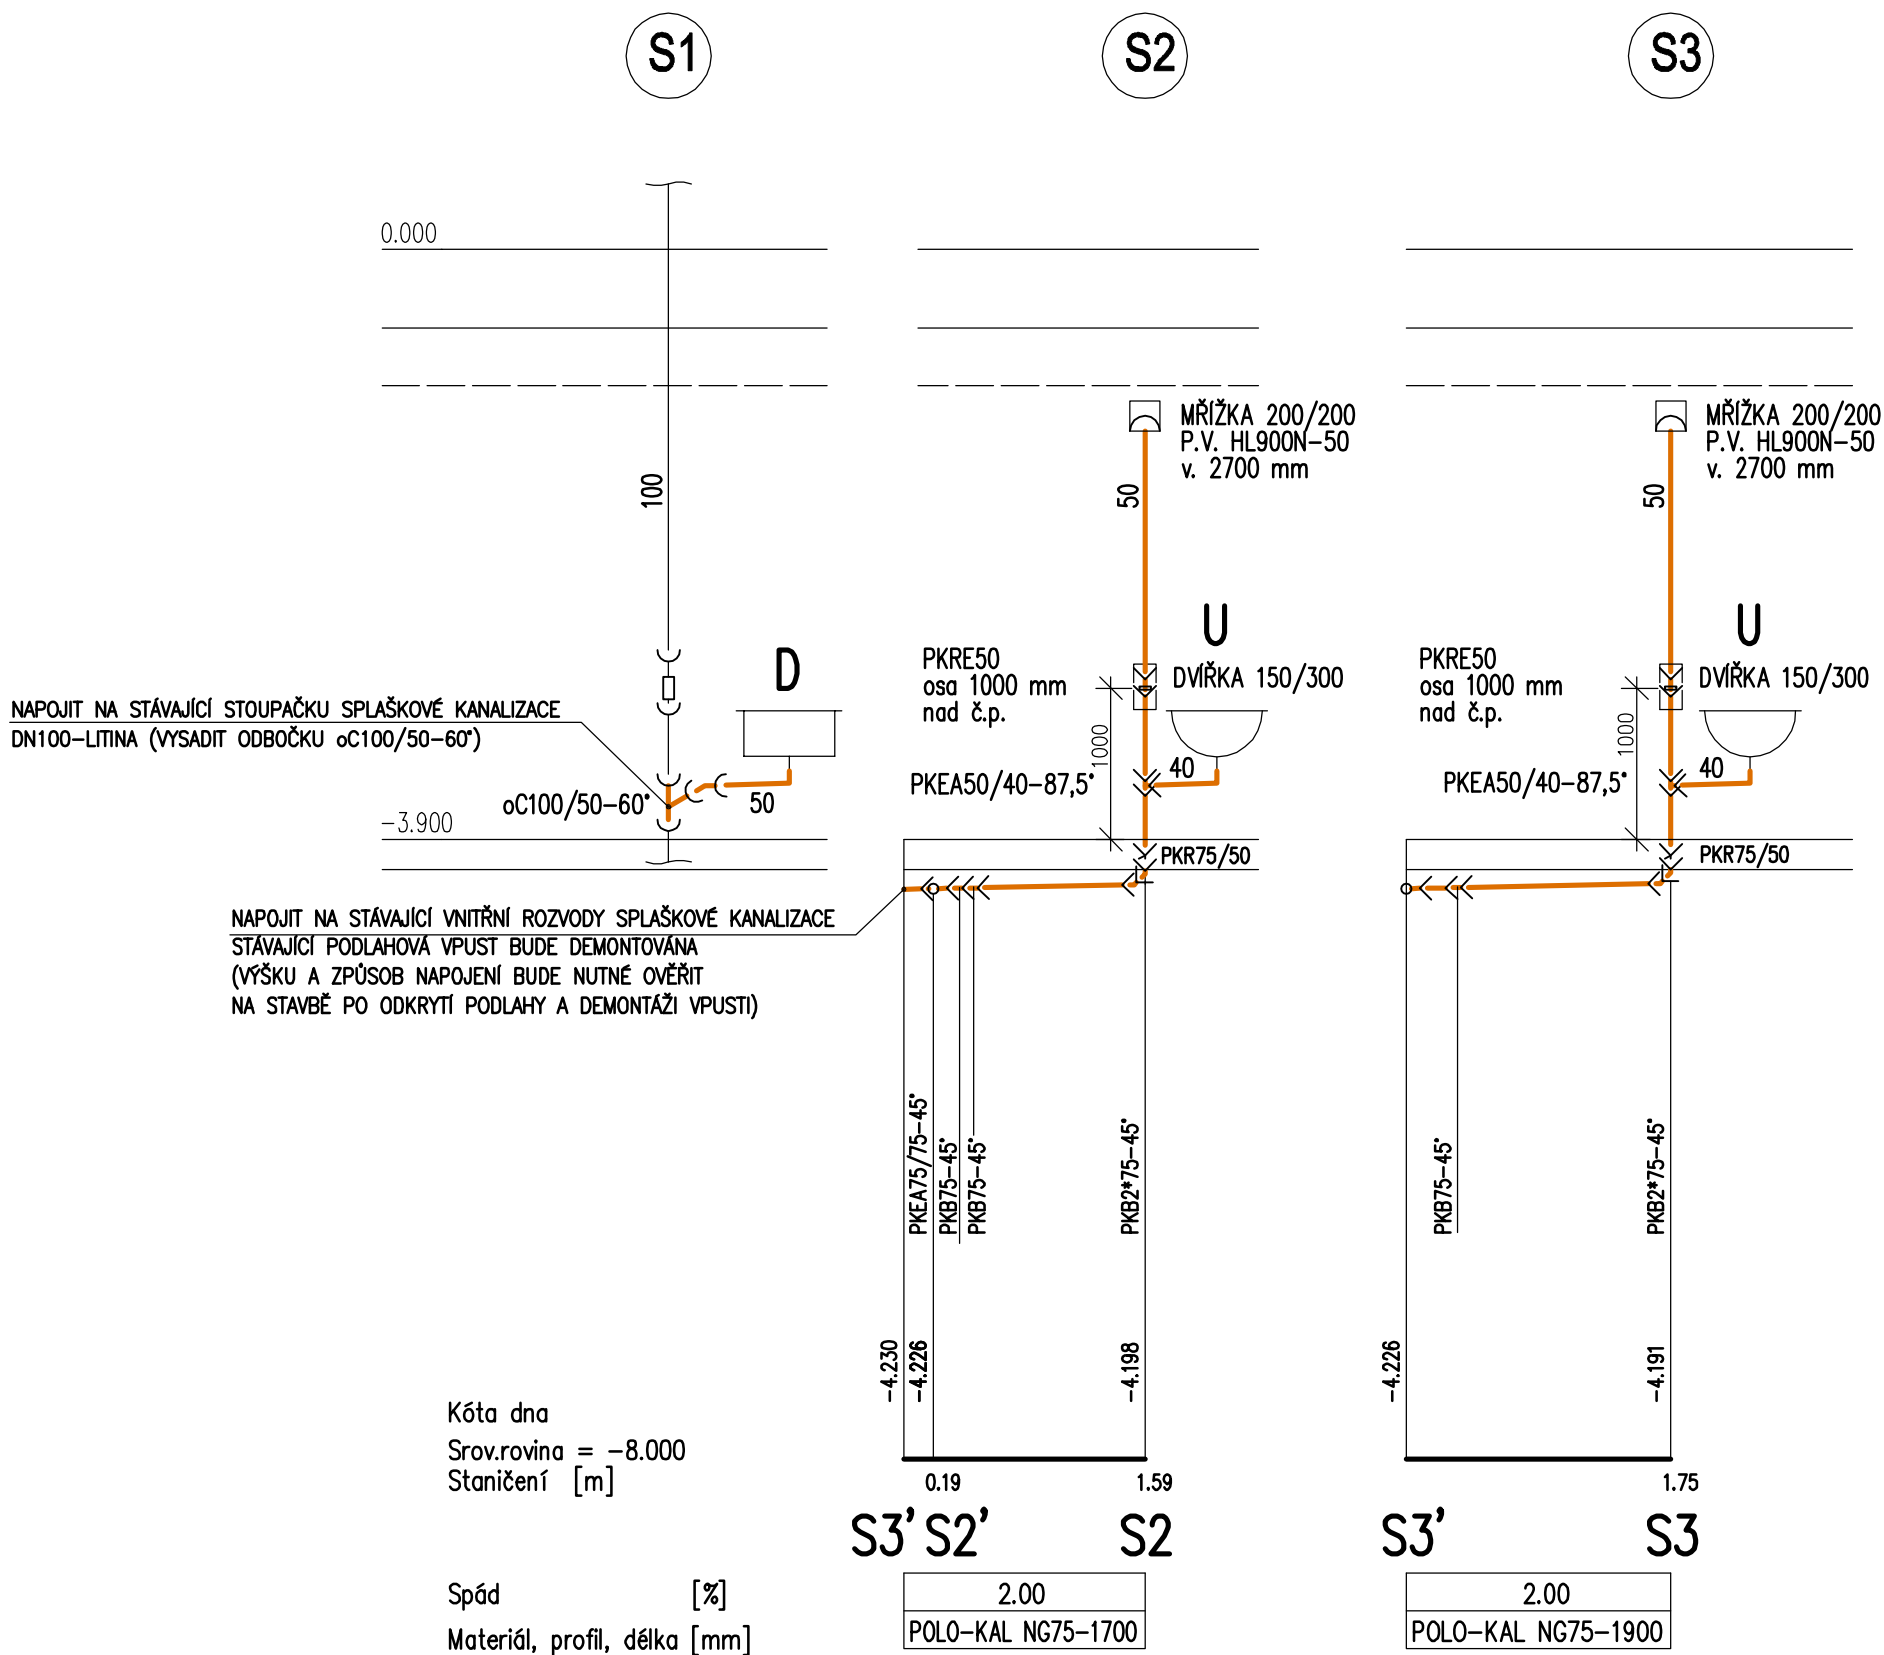 S1
S2
S3
0.000
100
D
NAPOJIT NA STÁVAJÍCÍ STOUPAČKU SPLAŠKOVÉ KANALIZACE
DN100-LITINA (VYSADIT ODBOČKU oC100/50-60°)
oC100/50-60°
50
-3.900
MŘÍŽKA 200/200
P.V. HL900N-50
v. 2700 mm
50
U
PKRE50
osa 1000 mm
nad č.p.
DVÍŘKA 150/300
1000
40
PKEA50/40-87,5°
PKR75/50
MŘÍŽKA 200/200
P.V. HL900N-50
v. 2700 mm
50
U
PKRE50
osa 1000 mm
nad č.p.
DVÍŘKA 150/300
1000
40
PKEA50/40-87,5°
PKR75/50
NAPOJIT NA STÁVAJÍCÍ VNITŘNÍ ROZVODY SPLAŠKOVÉ KANALIZACE
STÁVAJÍCÍ PODLAHOVÁ VPUST BUDE DEMONTOVÁNA
(VÝŠKU A ZPŮSOB NAPOJENÍ BUDE NUTNÉ OVĚŘIT
NA STAVBĚ PO ODKRYTÍ PODLAHY A DEMONTÁŽI VPUSTI)
PKEA75/75-45°
PKB75-45°
PKB75-45°
PKB2*75-45°
PKB75-45°
PKB2*75-45°
-4.230
-4.226
-4.198
-4.226
-4.191
Kóta dna
Srov.rovina = -8.000
Staničení [m]
0.19
1.59
1.75
S3' S2'
S2
S3'
S3
Spád [%]
2.00
2.00
Materiál, profil, délka [mm]
POLO-KAL NG75-1700
POLO-KAL NG75-1900